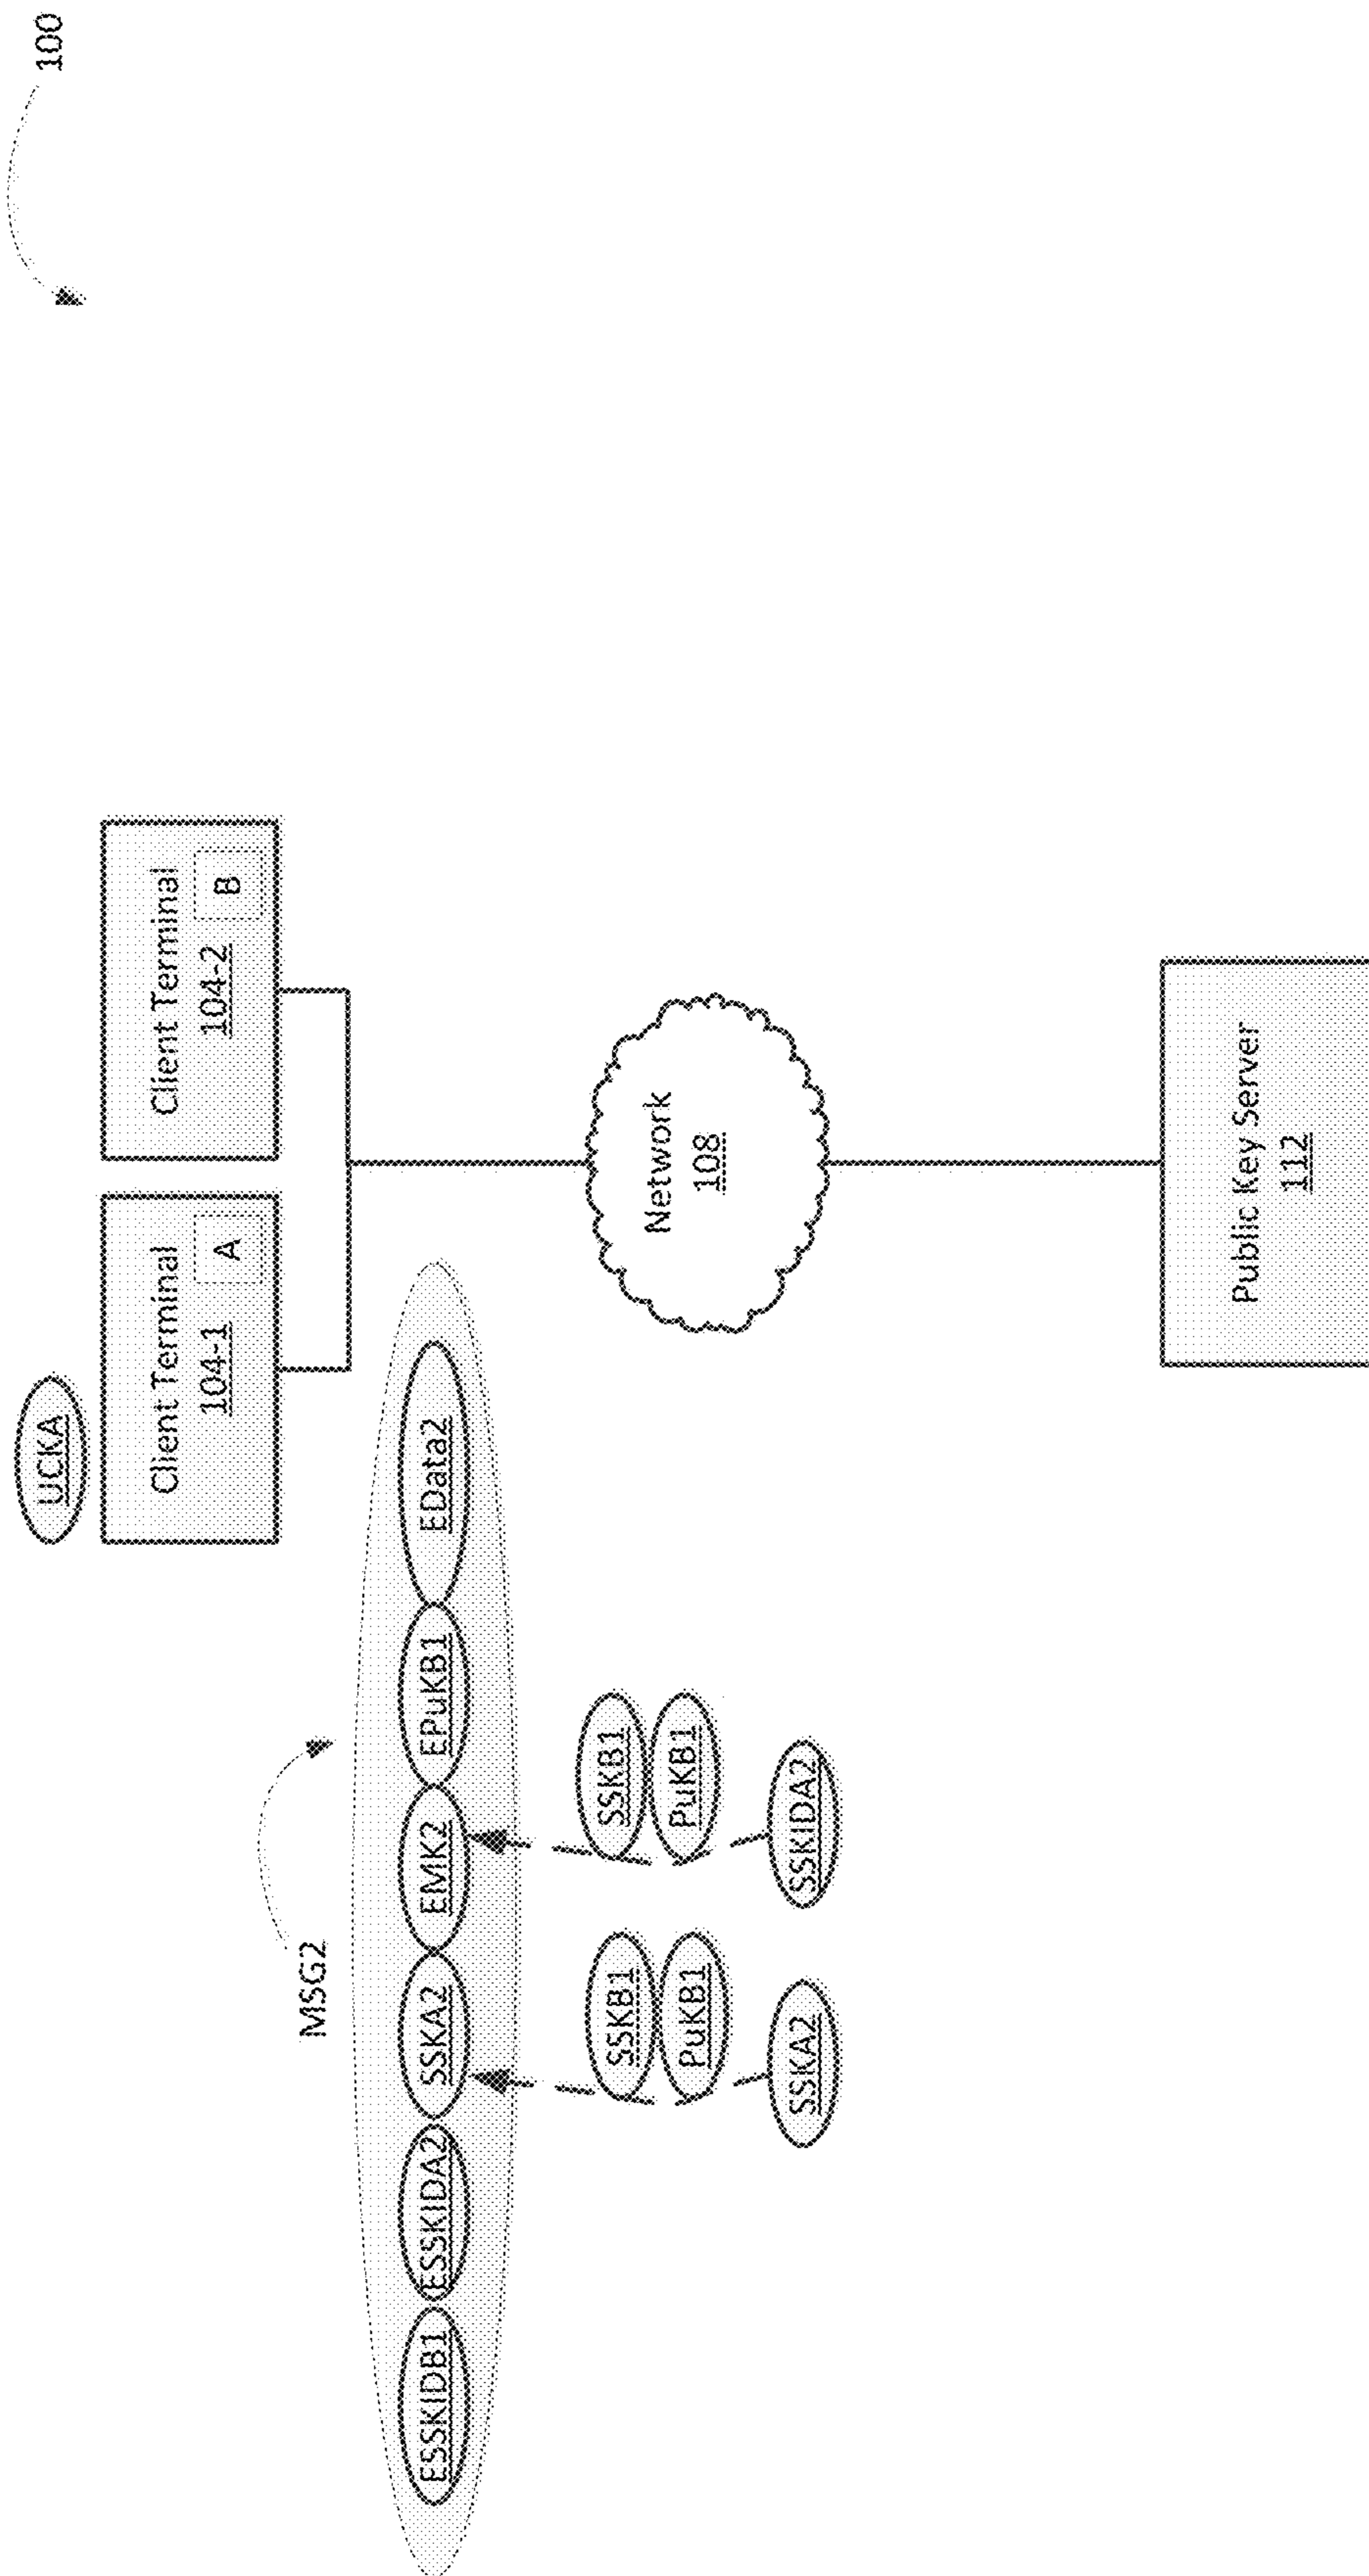 100
UCKA
Client Terminal
104-1
A
Client Terminal
104-2
B
MSG2
ESSKIDB1
ESSKIDA2
SSKA2
EMK2
EPuKB1
EData2
SSKB1
PuKB1
SSKA2
SSKB1
PuKB1
SSKIDA2
Network
108
Public Key Server
112